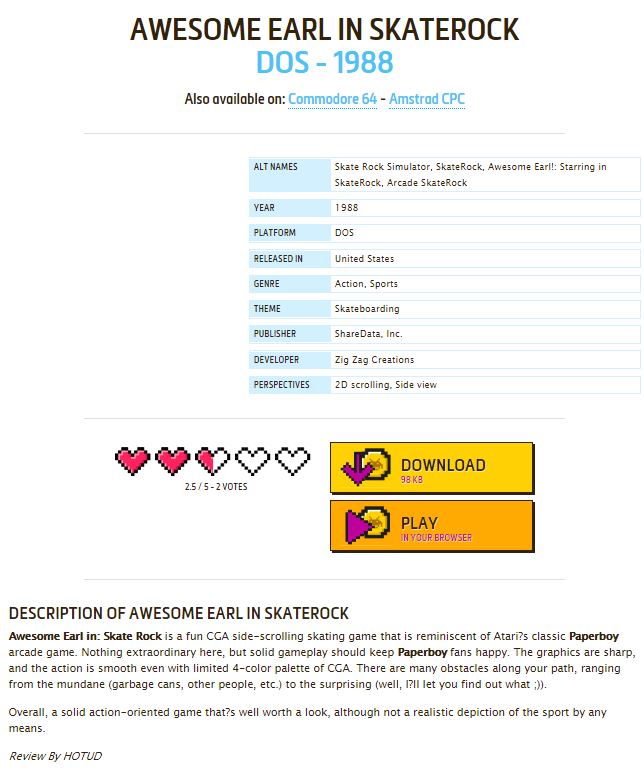 AWESOME EARL IN SKATEROCK
DOS - 1988
Also available on: Commodore 64 - Amstrad CPC
ALT NAMES Skate Rock Simulator, SkateRock, Awesome Earl!: Starring in
SkateRock, Arcade SkateRock
YEAR 1988
PLATFORM DOS
RELEASED IN United States
GENRE Action, Sports
THEME Skateboarding
PUBLISHER ShareData, Inc.
DEVELOPER Zig Zag Creations
PERSPECTIVES 2D scrolling, Side view
2.5 / 5 - 2 VOTES
DOWNLOAD
98 KB
PLAY
IN YOUR BROWSER
DESCRIPTION OF AWESOME EARL IN SKATEROCK
Awesome Earl in: Skate Rock is a fun CGA side-scrolling skating game that is reminiscent of Atari?s classic Paperboy
arcade game. Nothing extraordinary here, but solid gameplay should keep Paperboy fans happy. The graphics are sharp,
and the action is smooth even with limited 4-color palette of CGA. There are many obstacles along your path, ranging
from the mundane (garbage cans, other people, etc.) to the surprising (well, I?ll let you find out what ;)).
Overall, a solid action-oriented game that?s well worth a look, although not a realistic depiction of the sport by any
means.
Review By HOTUD